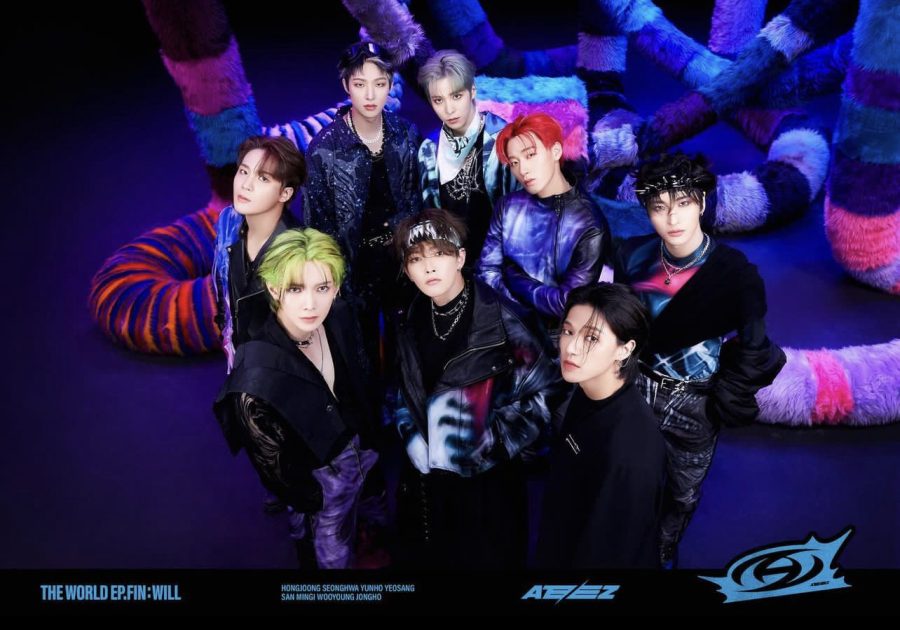 THE WORLD EP.FIN : WILL
HONGJOONG SEONGHWA YUNHO YEOSANG
SAN MINGI WOOYOUNG JONGHO
ATEEZ